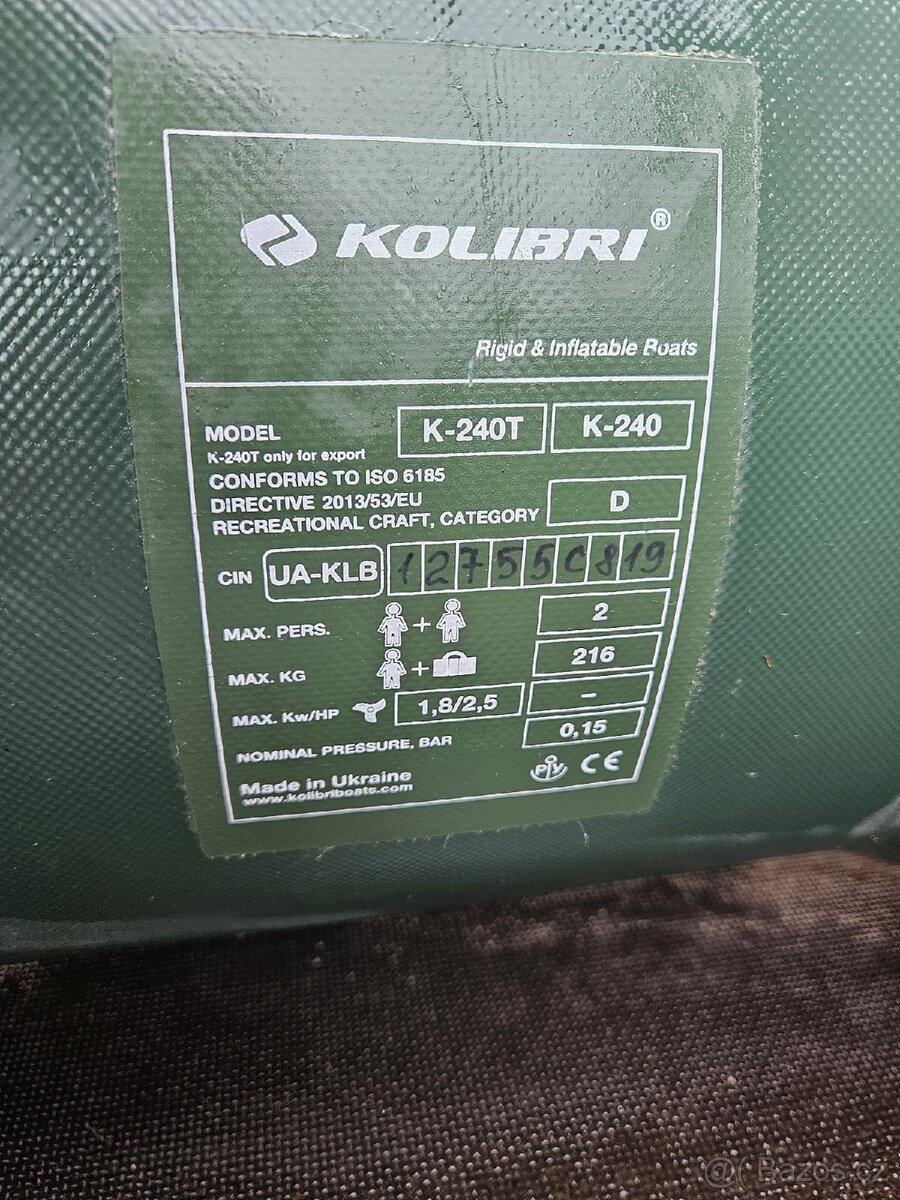 KOLIBRI®
Rigid & Inflatable Boats
MODEL K-240T K-240
K-240T only for export
CONFORMS TO ISO 6185
DIRECTIVE 2013/53/EU
RECREATIONAL CRAFT, CATEGORY D
CIN UA-KLB 12755C819
MAX. PERS. + 2
MAX. KG + 216
MAX. Kw/HP 1,8/2,5 –
NOMINAL PRESSURE, BAR 0,15
Made in Ukraine
www.kolibriboats.com
PIV CE
@( Bazos.cz